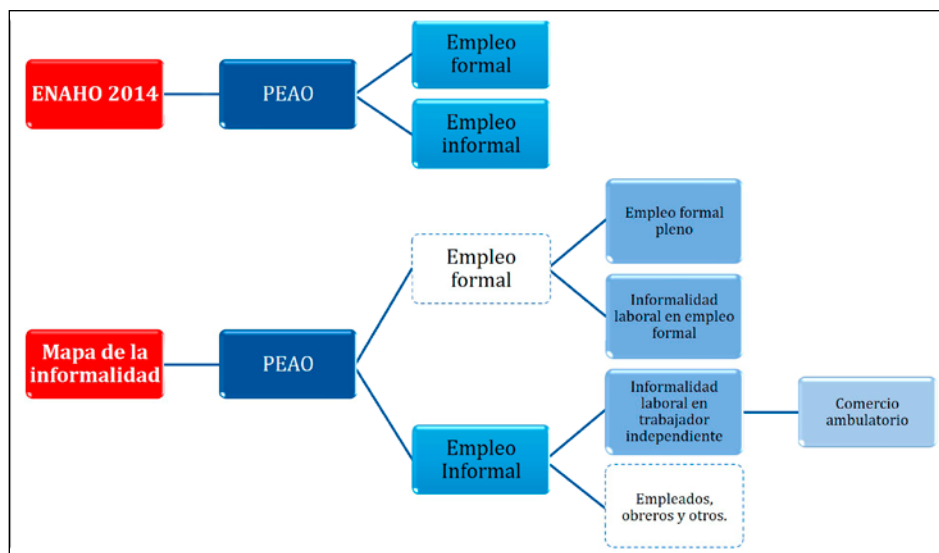 Empleo
formal
ENAHO 2014
PEAO
Empleo
informal
Empleo formal
pleno
Empleo
formal
Informalidad
laboral en empleo
formal
Mapa de la
informalidad
PEAO
Informalidad
laboral en
trabajador
independiente
Comercio
ambulatorio
Empleo
Informal
Empleados,
obreros y otros.